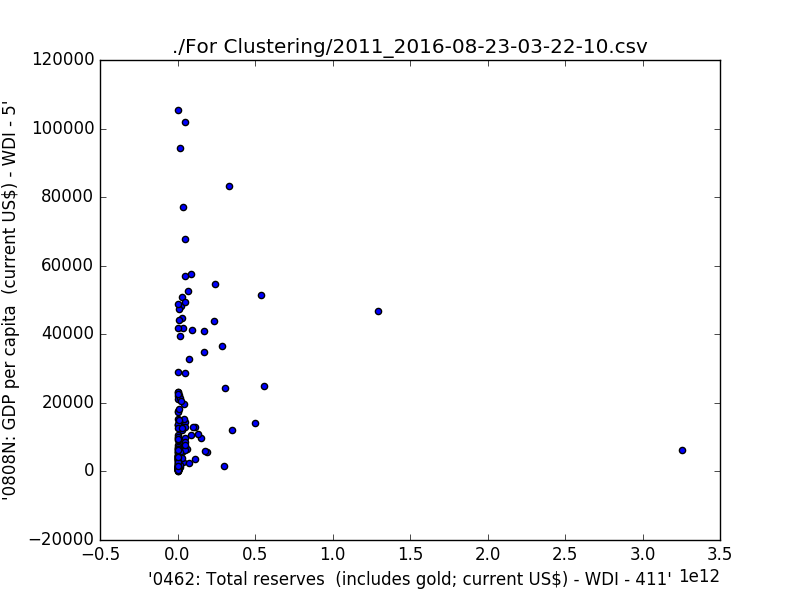 ./For Clustering/2011_2016-08-23-03-22-10.csv
120000
100000
80000
60000
40000
20000
0
−20000
'0808N: GDP per capita  (current US$) - WDI - 5'
−0.5 0.0 0.5 1.0 1.5 2.0 2.5 3.0 3.5
1e12
'0462: Total reserves  (includes gold; current US$) - WDI - 411'